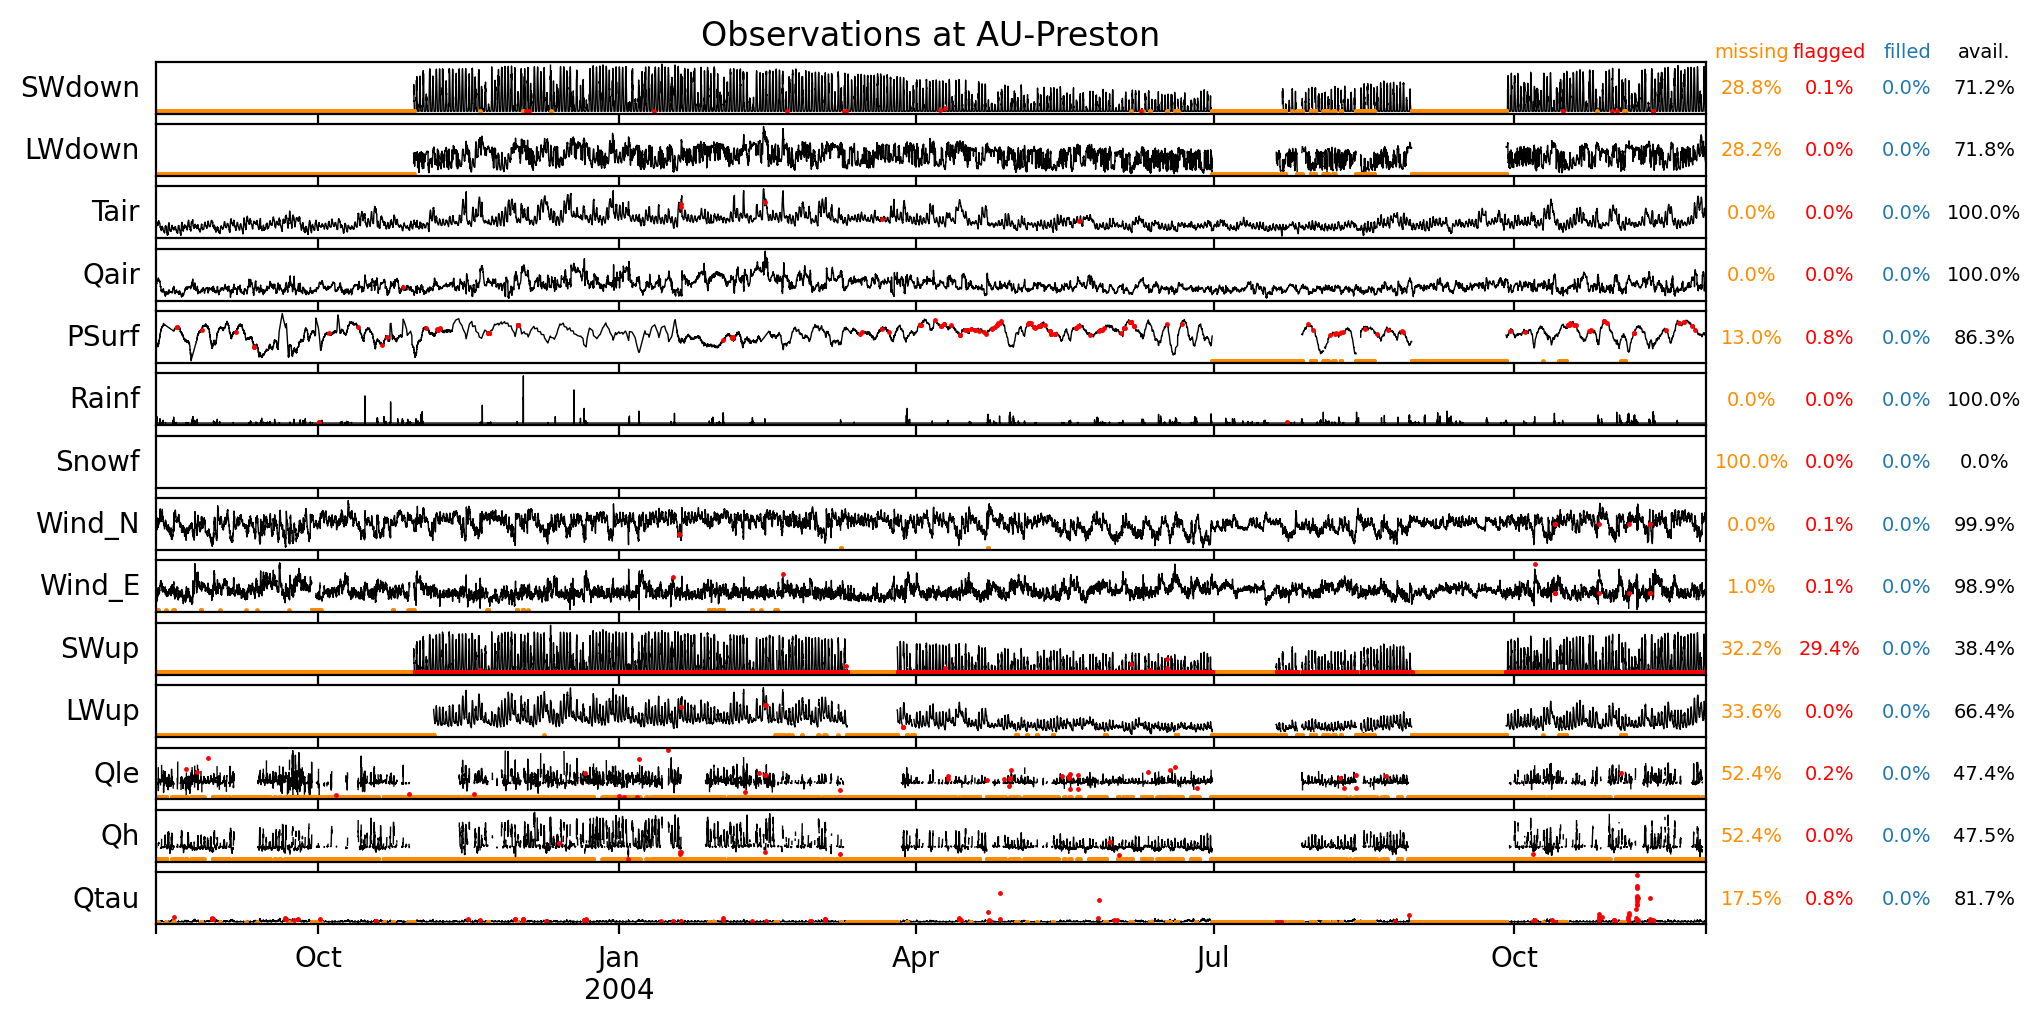 Observations at AU-Preston
missing flagged filled avail.
SWdown 28.8% 0.1% 0.0% 71.2%
LWdown 28.2% 0.0% 0.0% 71.8%
Tair 0.0% 0.0% 0.0% 100.0%
Qair 0.0% 0.0% 0.0% 100.0%
PSurf 13.0% 0.8% 0.0% 86.3%
Rainf 0.0% 0.0% 0.0% 100.0%
Snowf 100.0% 0.0% 0.0% 0.0%
Wind_N 0.0% 0.1% 0.0% 99.9%
Wind_E 1.0% 0.1% 0.0% 98.9%
SWup 32.2% 29.4% 0.0% 38.4%
LWup 33.6% 0.0% 0.0% 66.4%
Qle 52.4% 0.2% 0.0% 47.4%
Qh 52.4% 0.0% 0.0% 47.5%
Qtau 17.5% 0.8% 0.0% 81.7%
Oct Jan Apr Jul Oct
2004